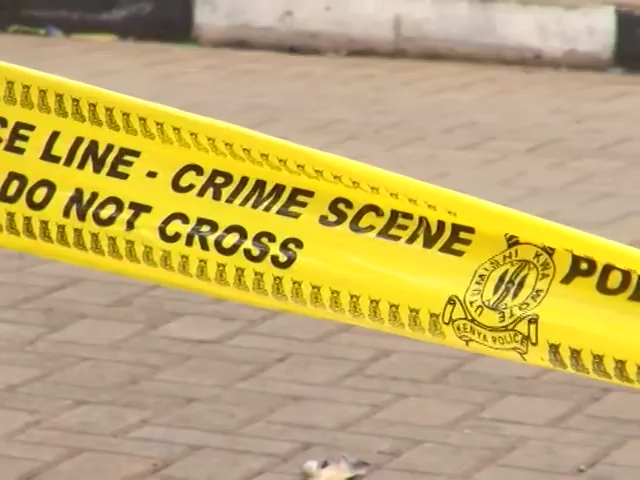 CE LINE - CRIME SCENE
DO NOT CROSS
UTUMISHI KWA WOTE
KENYA POLICE
POL